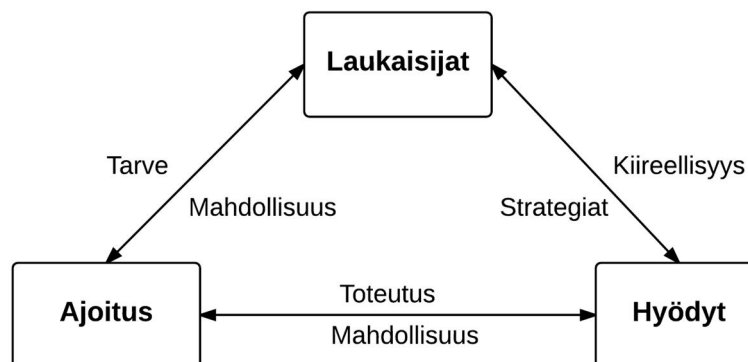 Laukaisijat
Tarve
Kiireellisyys
Mahdollisuus
Strategiat
Ajoitus
Toteutus
Mahdollisuus
Hyödyt